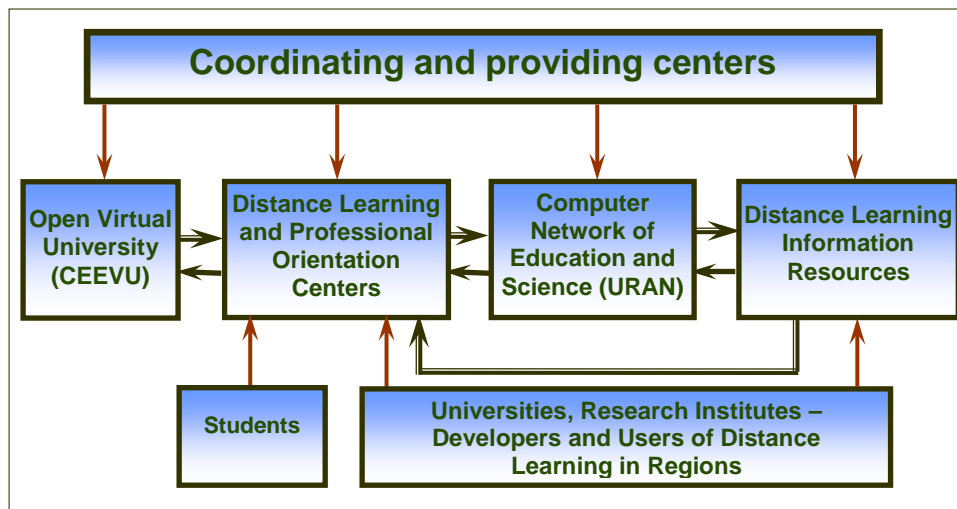 Coordinating and providing centers
Open Virtual
University
(CEEVU)
Distance Learning
and Professional
Orientation
Centers
Computer
Network of
Education and
Science (URAN)
Distance Learning
Information
Resources
Students
Universities, Research Institutes –
Developers and Users of Distance
Learning in Regions